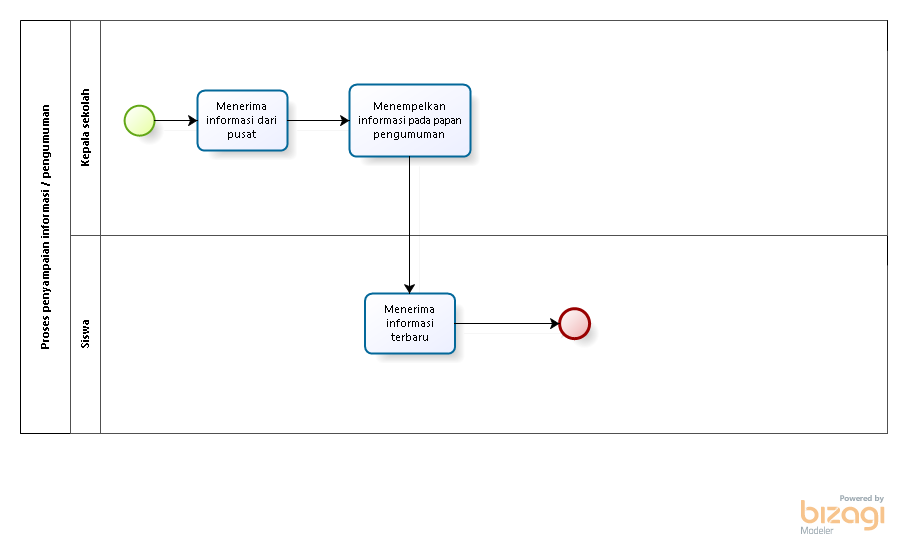 Proses penyampaian informasi / pengumuman
Kepala sekolah
Menerima
informasi dari
pusat
Menempelkan
informasi pada papan
pengumuman
Siswa
Menerima
informasi
terbaru
Powered by
bizagi
Modeler